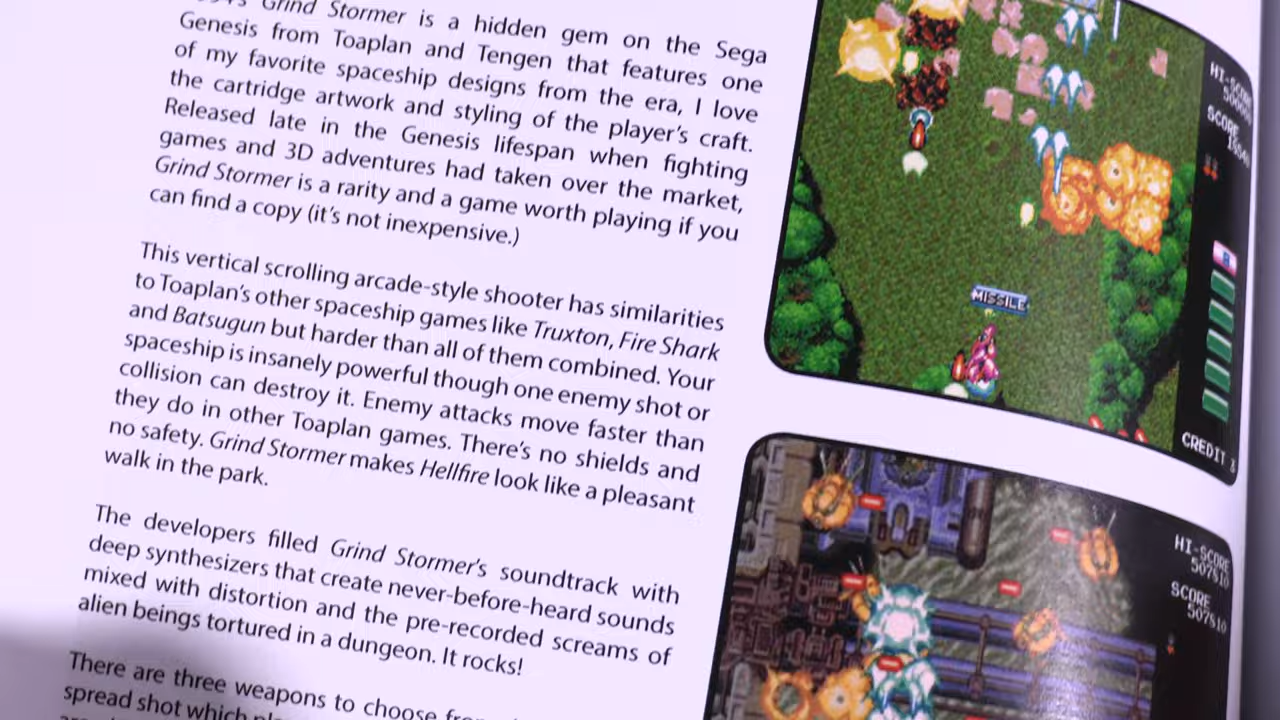 Grind Stormer is a hidden gem on the Sega
Genesis from Toaplan and Tengen that features one
of my favorite spaceship designs from the era, I love
the cartridge artwork and styling of the player's craft.
Released late in the Genesis lifespan when fighting
games and 3D adventures had taken over the market,
Grind Stormer is a rarity and a game worth playing if you
can find a copy (it's not inexpensive.)
This vertical scrolling arcade-style shooter has similarities
to Toaplan's other spaceship games like Truxton, Fire Shark
and Batsugun but harder than all of them combined. Your
spaceship is insanely powerful though one enemy shot or
collision can destroy it. Enemy attacks move faster than
they do in other Toaplan games. There's no shields and
no safety. Grind Stormer makes Hellfire look like a pleasant
walk in the park.
The developers filled Grind Stormer's soundtrack with
deep synthesizers that create never-before-heard sounds
mixed with distortion and the pre-recorded screams of
alien beings tortured in a dungeon. It rocks!
There are three weapons to choose
spread shot which
HI-SCORE
SCORE
MISSILE
CREDIT
HI-SCORE
507810
SCORE
507810